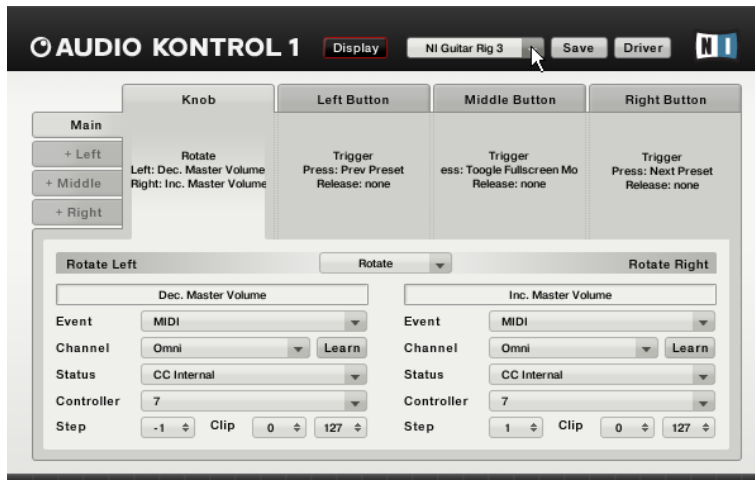 AUDIO KONTROL 1 Display NI Guitar Rig 3 Save Driver NI
Knob Left Button Middle Button Right Button
Main
+ Left
+ Middle
+ Right
Rotate
Left: Dec. Master Volume
Right: Inc. Master Volume
Trigger
Press: Prev Preset
Release: none
Trigger
ess: Toogle Fullscreen Mo
Release: none
Trigger
Press: Next Preset
Release: none
Rotate Left Rotate Rotate Right
Dec. Master Volume
Event MIDI
Channel Omni Learn
Status CC Internal
Controller 7
Step -1 Clip 0 127
Inc. Master Volume
Event MIDI
Channel Omni Learn
Status CC Internal
Controller 7
Step 1 Clip 0 127